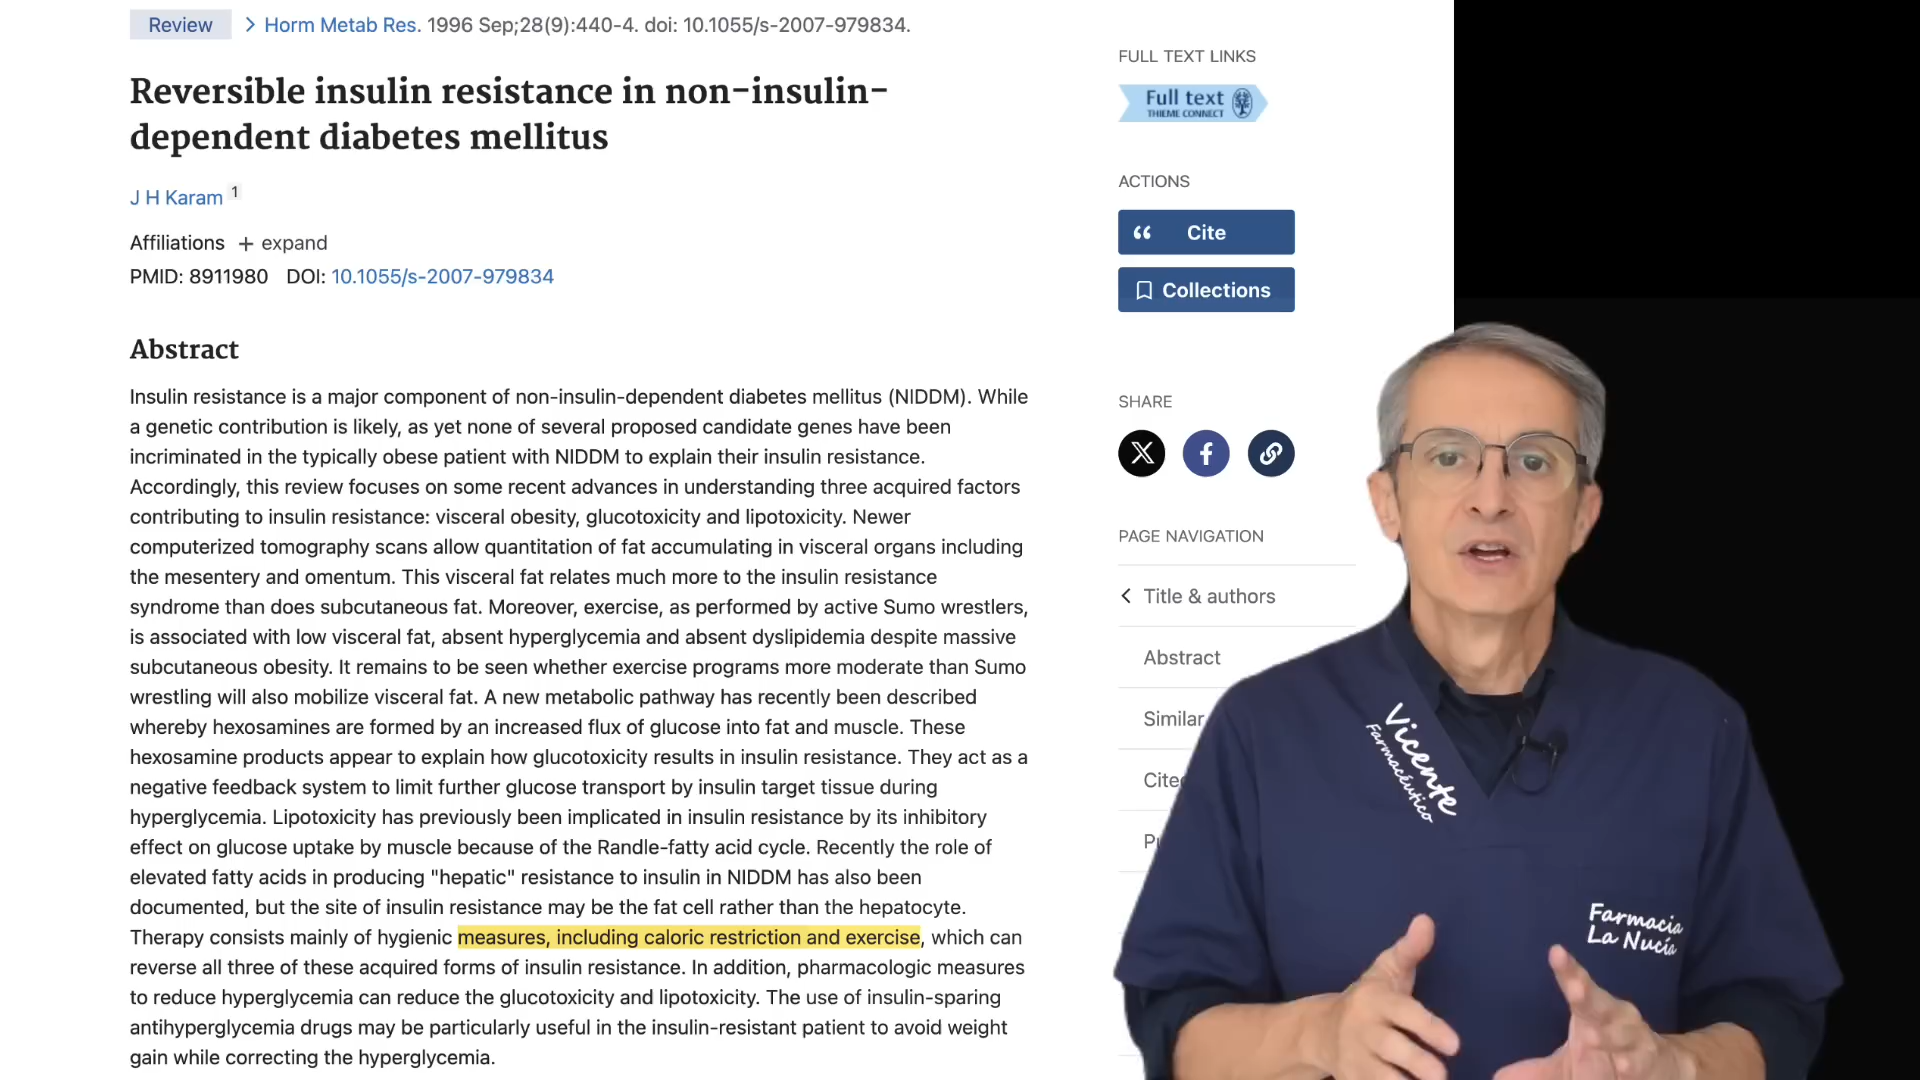 Review > Horm Metab Res. 1996 Sep;28(9):440-4. doi: 10.1055/s-2007-979834.
Reversible insulin resistance in non-insulin-
dependent diabetes mellitus
J H Karam 1
Affiliations + expand
PMID: 8911980 DOI: 10.1055/s-2007-979834
Abstract
Insulin resistance is a major component of non-insulin-dependent diabetes mellitus (NIDDM). While
a genetic contribution is likely, as yet none of several proposed candidate genes have been
incriminated in the typically obese patient with NIDDM to explain their insulin resistance.
Accordingly, this review focuses on some recent advances in understanding three acquired factors
contributing to insulin resistance: visceral obesity, glucotoxicity and lipotoxicity. Newer
computerized tomography scans allow quantitation of fat accumulating in visceral organs including
the mesentery and omentum. This visceral fat relates much more to the insulin resistance
syndrome than does subcutaneous fat. Moreover, exercise, as performed by active Sumo wrestlers,
is associated with low visceral fat, absent hyperglycemia and absent dyslipidemia despite massive
subcutaneous obesity. It remains to be seen whether exercise programs more moderate than Sumo
wrestling will also mobilize visceral fat. A new metabolic pathway has recently been described
whereby hexosamines are formed by an increased flux of glucose into fat and muscle. These
hexosamine products appear to explain how glucotoxicity results in insulin resistance. They act as a
negative feedback system to limit further glucose transport by insulin target tissue during
hyperglycemia. Lipotoxicity has previously been implicated in insulin resistance by its inhibitory
effect on glucose uptake by muscle because of the Randle-fatty acid cycle. Recently the role of
elevated fatty acids in producing "hepatic" resistance to insulin in NIDDM has also been
documented, but the site of insulin resistance may be the fat cell rather than the hepatocyte.
Therapy consists mainly of hygienic measures, including caloric restriction and exercise, which can
reverse all three of these acquired forms of insulin resistance. In addition, pharmacologic measures
to reduce hyperglycemia can reduce the glucotoxicity and lipotoxicity. The use of insulin-sparing
antihyperglycemia drugs may be particularly useful in the insulin-resistant patient to avoid weight
gain while correcting the hyperglycemia.
FULL TEXT LINKS
Full text
THIEME CONNECT
ACTIONS
Cite
Collections
SHARE
PAGE NAVIGATION
Title & authors
Abstract
Similar
Cite
Vicente
Farmacéutico
Farmacia
La Nucía